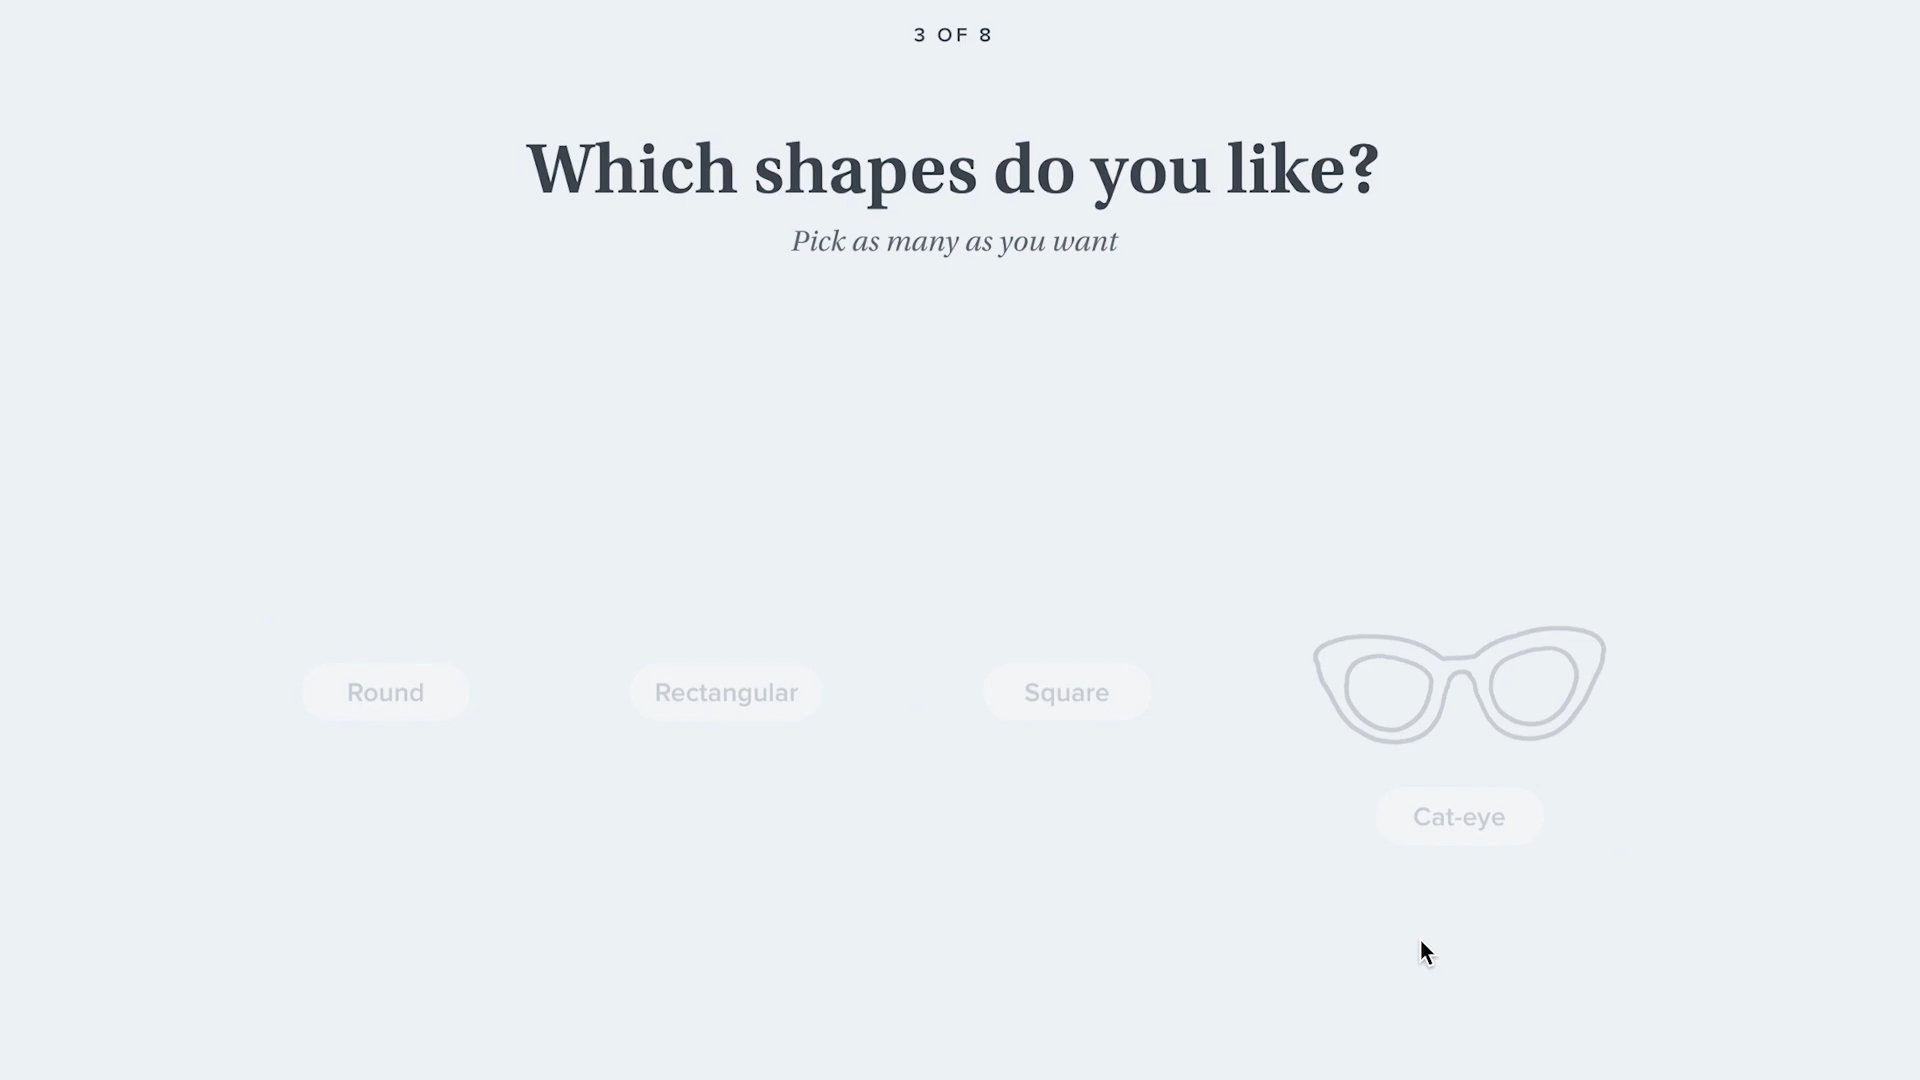 3 OF 8
Which shapes do you like?
Pick as many as you want
Round
Rectangular
Square
Cat-eye